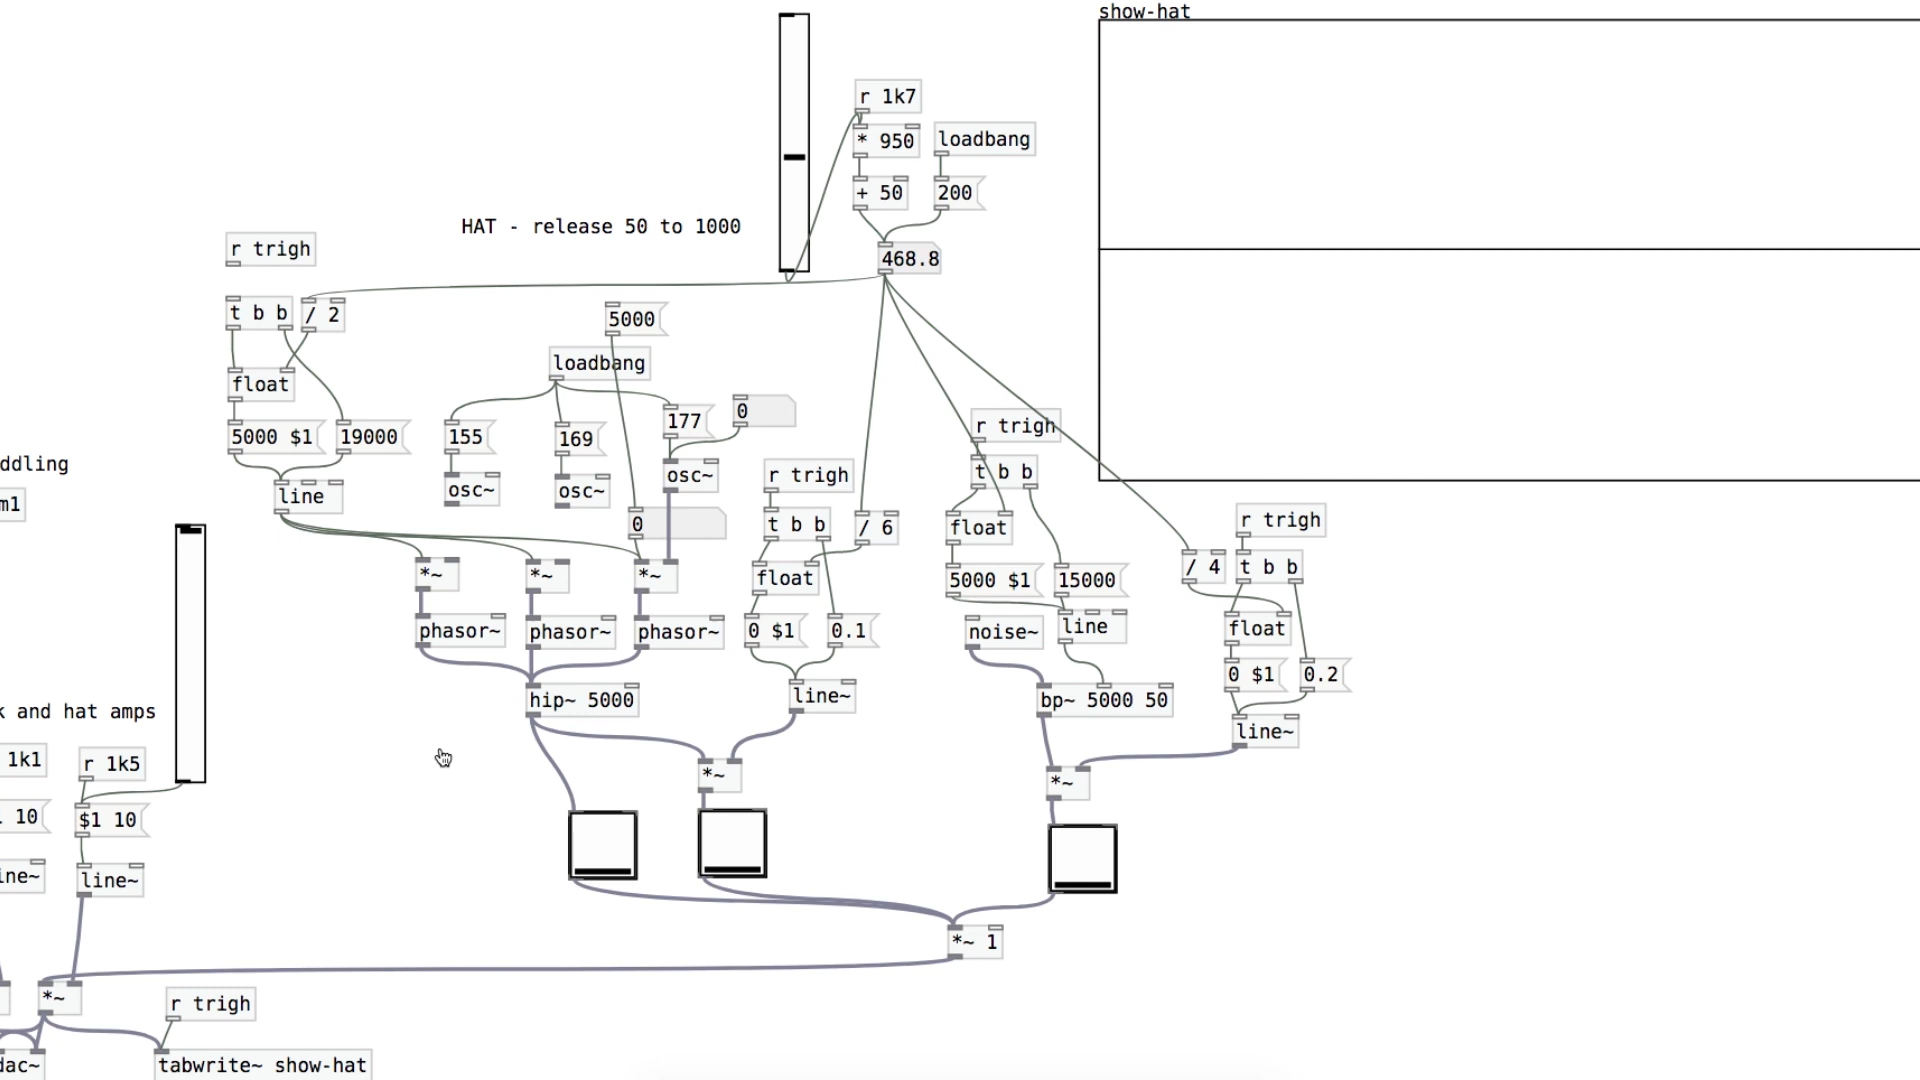 show-hat
r 1k7
* 950
loadbang
+ 50
200
HAT - release 50 to 1000
r trigh
468.8
t b b
/ 2
5000
loadbang
float
177
0
r trigh
5000 $1
19000
155
169
ddling
t b b
osc~
r trigh
osc~
osc~
line
m1
0
t b b
/ 6
float
r trigh
/ 4
t b b
*~
*~
*~
float
5000 $1
15000
phasor~
phasor~
phasor~
0 $1
0.1
noise~
line
float
0 $1
0.2
hip~ 5000
line~
bp~ 5000 50
line~
k and hat amps
1k1
r 1k5
*~
*~
10
$1 10
ine~
line~
*~ 1
*~
r trigh
dac~
tabwrite~ show-hat